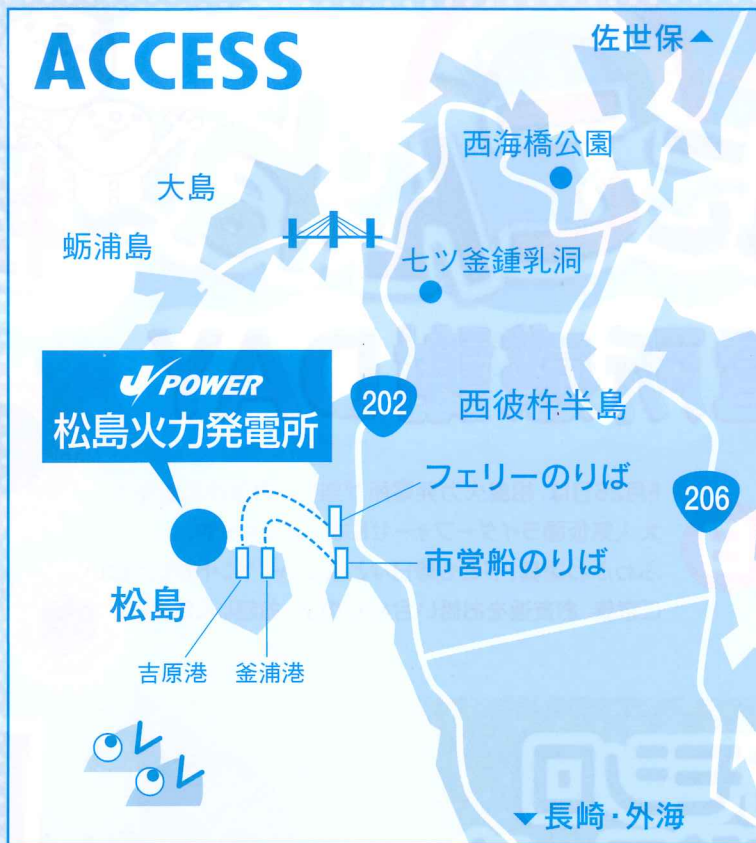 ACCESS
佐世保▲
西海橋公園
大島
蛎浦島
七ツ釜鍾乳洞
J POWER
松島火力発電所
202
西彼杵半島
206
フェリーのりば
市営船のりば
松島
吉原港
釜浦港
▼長崎・外海